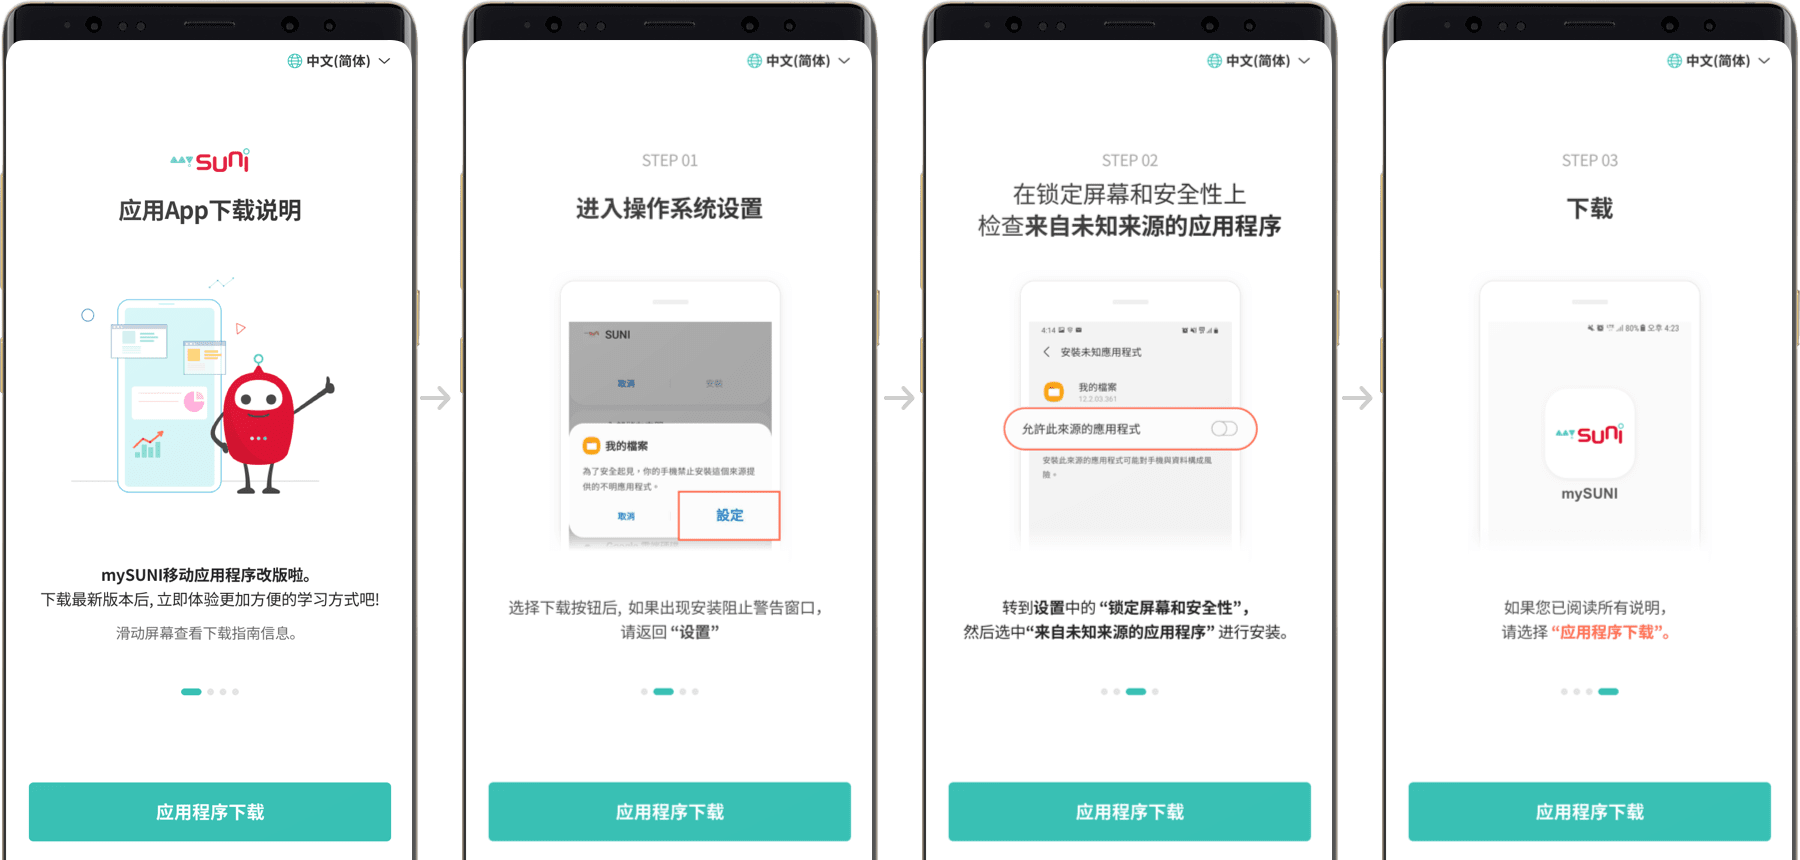 中文(简体)
mySUNI
应用App下载说明
mySUNI移动应用程序改版啦。
下载最新版本后, 立即体验更加方便的学习方式吧!
滑动屏幕查看下载指南信息。
应用程序下载
中文(简体)
STEP 01
进入操作系统设置
SUNI
取消
安裝
我的檔案
為了安全起見，你的手機禁止安裝這個來源提
供的不明應用程式。
取消
設定
选择下载按钮后, 如果出现安装阻止警告窗口，
请返回 “设置”
应用程序下载
中文(简体)
STEP 02
在锁定屏幕和安全性上
检查来自未知来源的应用程序
4:14
安裝未知應用程式
我的檔案
12.2.03.361
允許此來源的應用程式
安裝此來源的應用程式可能對手機與資料構成風
險。
转到设置中的 “锁定屏幕和安全性”，
然后选中“来自未知来源的应用程序” 进行安装。
应用程序下载
中文(简体)
STEP 03
下载
80% 오후 4:23
mySUNI
mySUNI
如果您已阅读所有说明，
请选择 “应用程序下载”。
应用程序下载